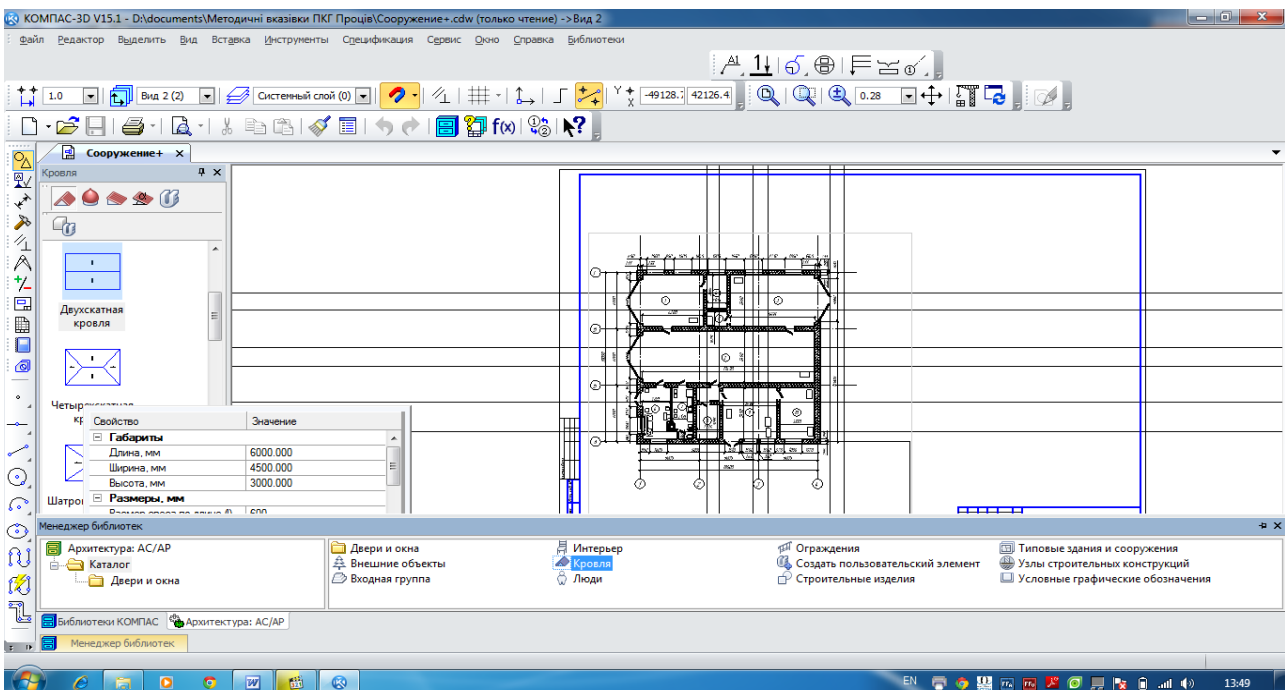 КОМПАС-3D V15.1 - D:\documents\Методичні вказівки ПКГ Проців\Сооружение+.cdw (только чтение) ->Вид 2
Файл Редактор Выделить Вид Вставка Инструменты Спецификация Сервис Окно Справка Библиотеки
1.0 Вид 2 (2) Системный слой (0) 42126.4 0.28
f(x)
Сооружение+
Кровля
Двухскатная
кровля
Свойство Значение
Габариты
Длина, мм 6000.000
Ширина, мм 4500.000
Высота, мм 3000.000
Размеры, мм
Менеджер библиотек
Архитектура: АС/АР
Каталог
Двери и окна
Двери и окна
Внешние объекты
Входная группа
Интерьер
Кровля
Люди
Ограждения
Создать пользовательский элемент
Строительные изделия
Типовые здания и сооружения
Узлы строительных конструкций
Условные графические обозначения
Библиотеки КОМПАС Архитектура: АС/АР
Менеджер библиотек
EN 13:49